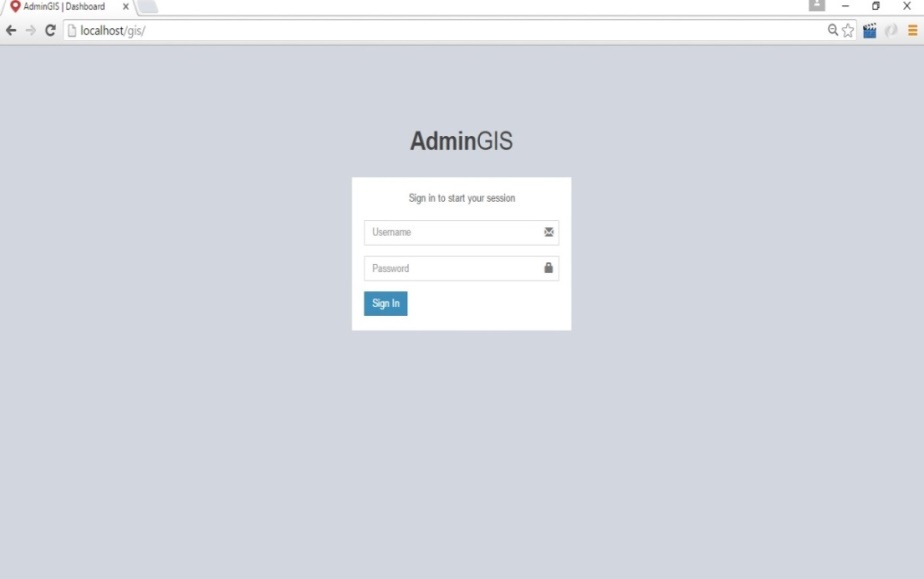 AdminGIS | Dashboard
localhost/gis/
AdminGIS
Sign in to start your session
Username
Password
Sign In